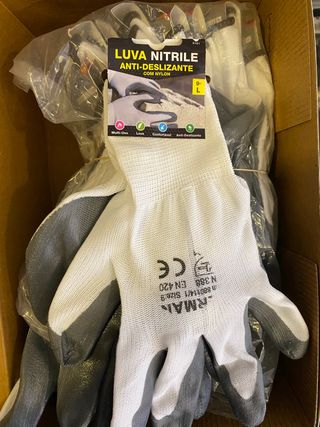 LUVA NITRILE
ANTI-DESLIZANTE
COM NYLON
9-
L
Multi-Uso
Leve
Confortável
Anti-Deslizante
CE
EN 420
N 388
Size:9
RMAN